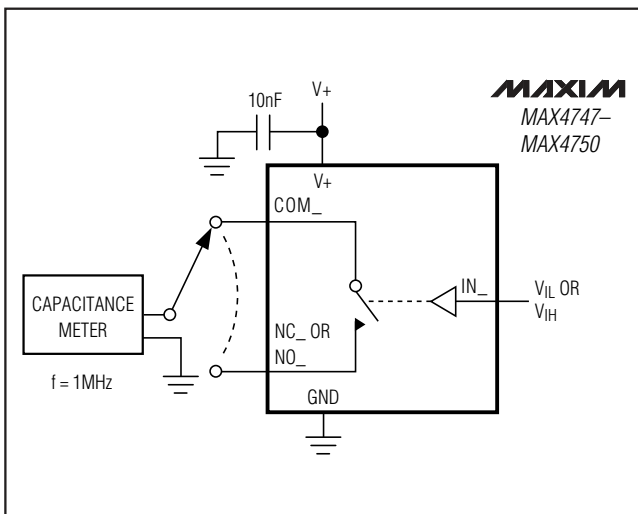 10nF
V+
MAXIM
MAX4747–
MAX4750
V+
COM_
IN_
VIL OR
VIH
CAPACITANCE
METER
NC_ OR
NO_
f = 1MHz
GND